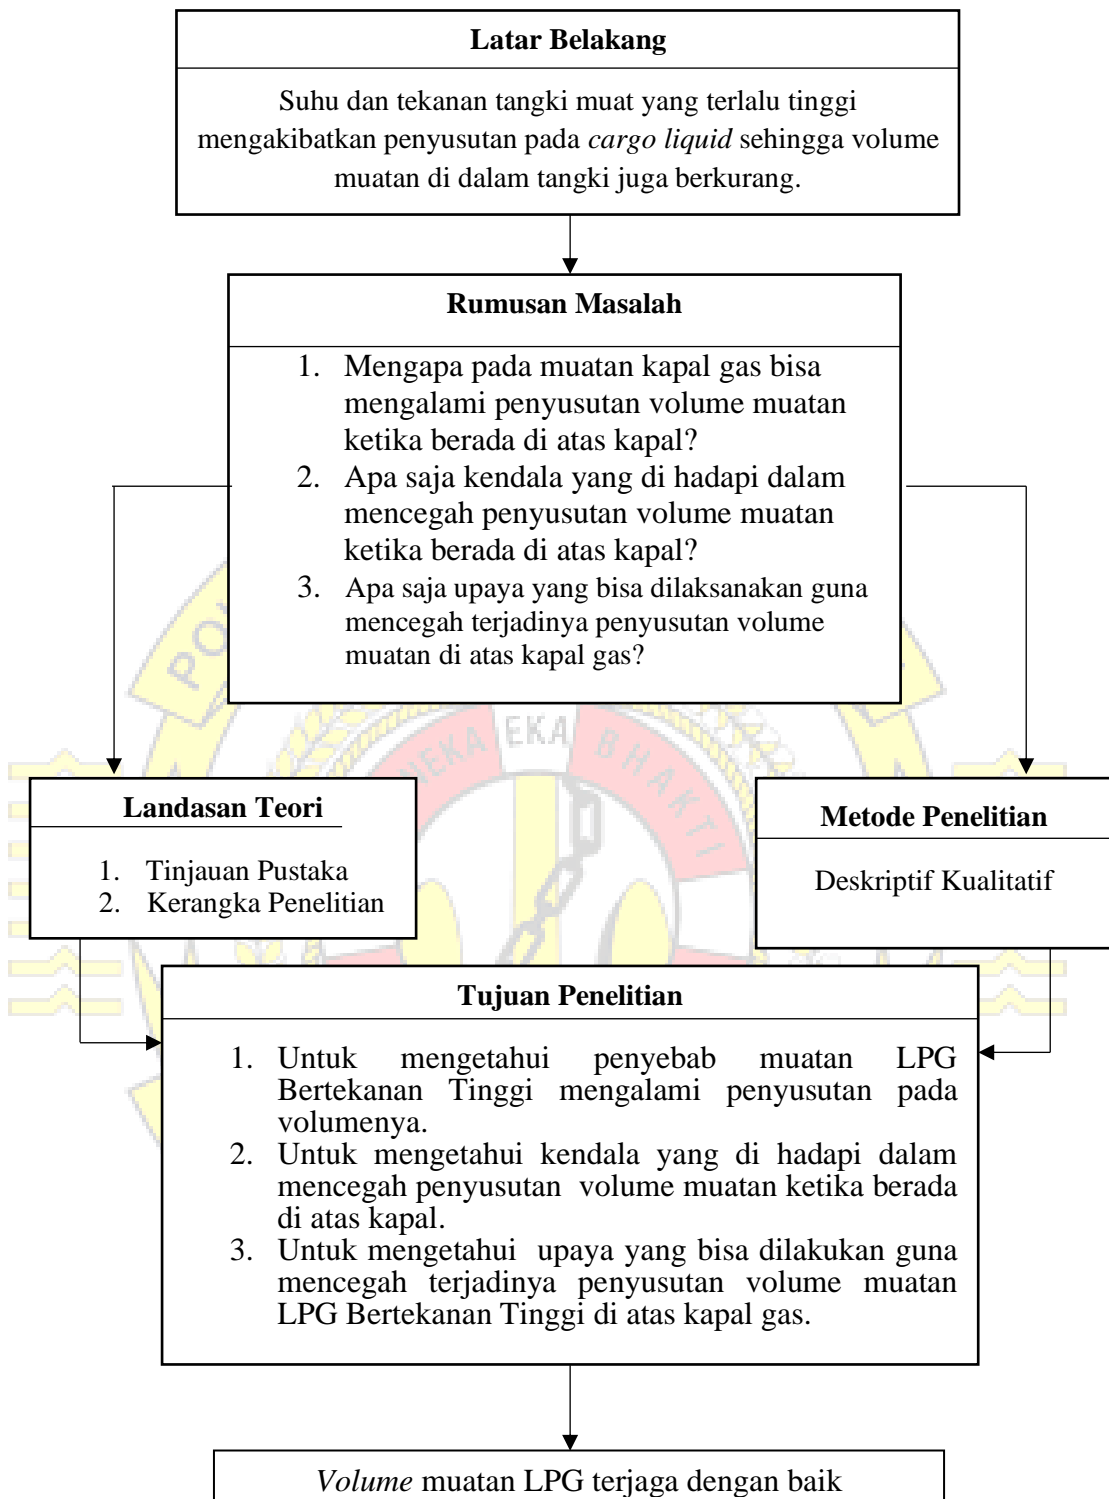 Latar Belakang
Suhu dan tekanan tangki muat yang terlalu tinggi
mengakibatkan penyusutan pada cargo liquid sehingga volume
muatan di dalam tangki juga berkurang.
Rumusan Masalah
1. Mengapa pada muatan kapal gas bisa
mengalami penyusutan volume muatan
ketika berada di atas kapal?
2. Apa saja kendala yang di hadapi dalam
mencegah penyusutan volume muatan
ketika berada di atas kapal?
3. Apa saja upaya yang bisa dilaksanakan guna
mencegah terjadinya penyusutan volume
muatan di atas kapal gas?
PO
NEKA EKA BHAKTI
Landasan Teori
1. Tinjauan Pustaka
2. Kerangka Penelitian
Metode Penelitian
Deskriptif Kualitatif
Tujuan Penelitian
1. Untuk mengetahui penyebab muatan LPG
Bertekanan Tinggi mengalami penyusutan pada
volumenya.
2. Untuk mengetahui kendala yang di hadapi dalam
mencegah penyusutan volume muatan ketika berada
di atas kapal.
3. Untuk mengetahui upaya yang bisa dilakukan guna
mencegah terjadinya penyusutan volume muatan
LPG Bertekanan Tinggi di atas kapal gas.
Volume muatan LPG terjaga dengan baik